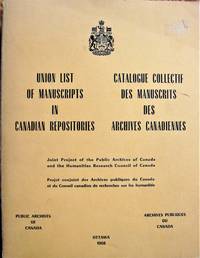 UNION LIST
OF MANUSCRIPTS
IN
CANADIAN REPOSITORIES
CATALOGUE COLLECTIF
DES MANUSCRITS
DES
ARCHIVES CANADIENNES
Joint Project of the Public Archives of Canada
and the Humanities Research Council of Canada
Projet conjoint des Archives publiques du Canada
et du Conseil canadien de recherches sur les humanités
PUBLIC ARCHIVES
OF
CANADA
ARCHIVES PUBLIQUES
DU
CANADA
OTTAWA
1968